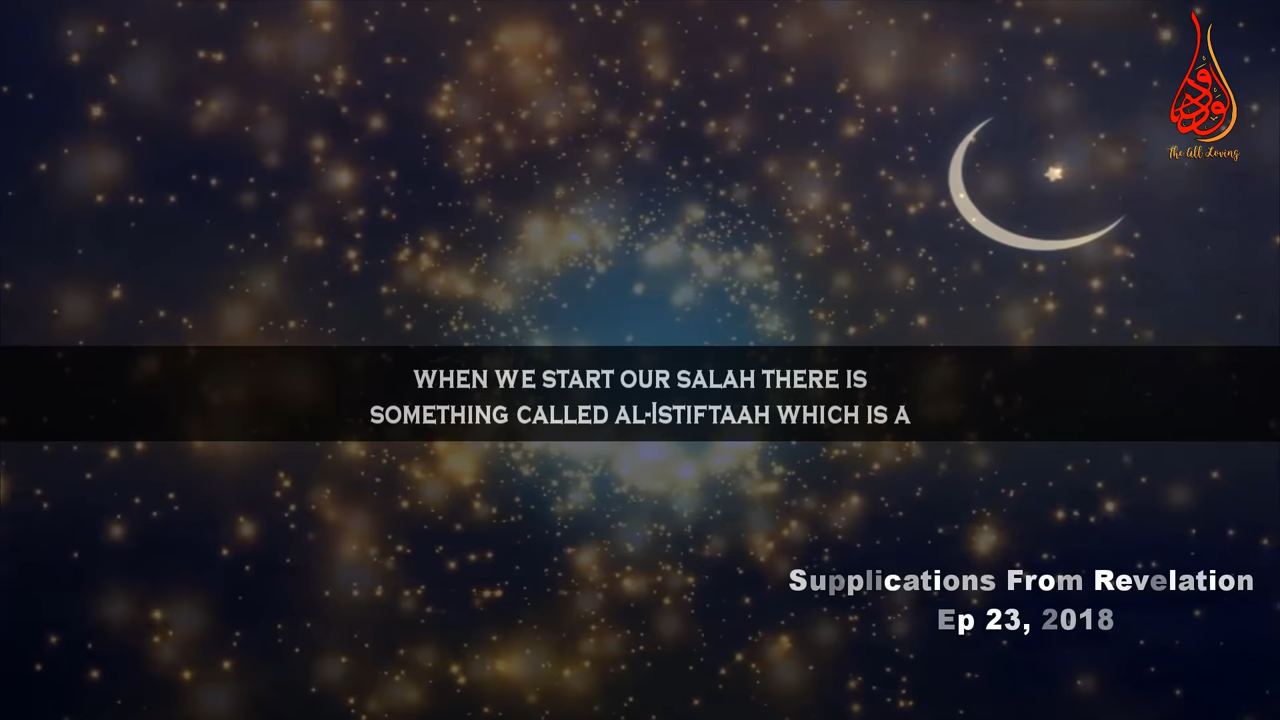 The All Loving
WHEN WE START OUR SALAH THERE IS
SOMETHING CALLED AL-ISTIFTAAH WHICH IS A
Supplications From Revelation
Ep 23, 2018